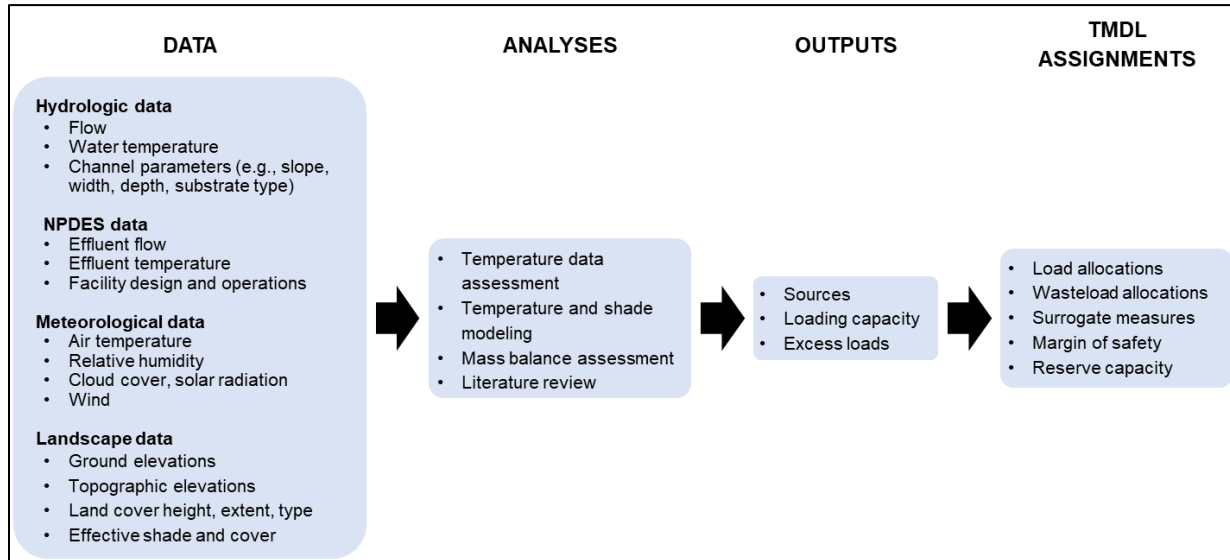 DATA
Hydrologic data
• Flow
• Water temperature
• Channel parameters (e.g., slope,
width, depth, substrate type)
NPDES data
• Effluent flow
• Effluent temperature
• Facility design and operations
Meteorological data
• Air temperature
• Relative humidity
• Cloud cover, solar radiation
• Wind
Landscape data
• Ground elevations
• Topographic elevations
• Land cover height, extent, type
• Effective shade and cover
ANALYSES
• Temperature data
assessment
• Temperature and shade
modeling
• Mass balance assessment
• Literature review
OUTPUTS
• Sources
• Loading capacity
• Excess loads
TMDL
ASSIGNMENTS
• Load allocations
• Wasteload allocations
• Surrogate measures
• Margin of safety
• Reserve capacity